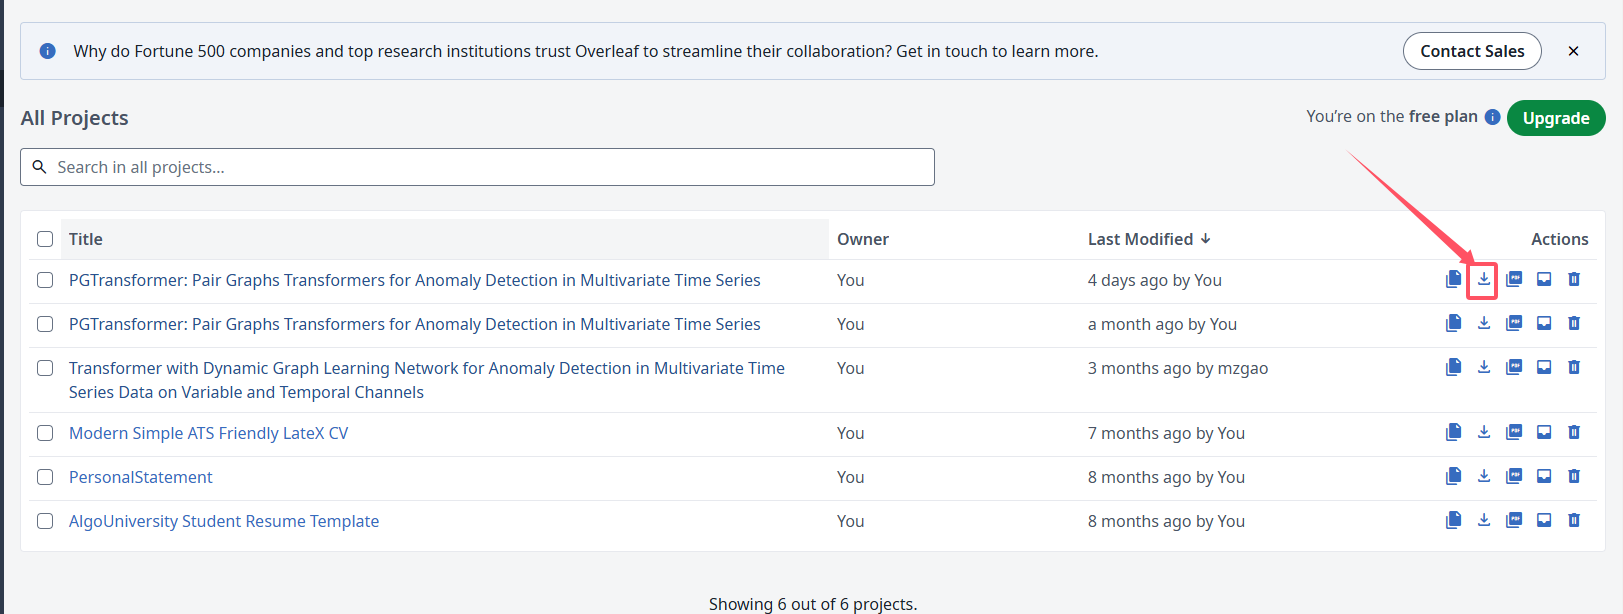 Why do Fortune 500 companies and top research institutions trust Overleaf to streamline their collaboration? Get in touch to learn more. Contact Sales
All Projects You’re on the free plan Upgrade
Search in all projects...
Title Owner Last Modified Actions
PGTransformer: Pair Graphs Transformers for Anomaly Detection in Multivariate Time Series You 4 days ago by You
PGTransformer: Pair Graphs Transformers for Anomaly Detection in Multivariate Time Series You a month ago by You
Transformer with Dynamic Graph Learning Network for Anomaly Detection in Multivariate Time You 3 months ago by mzgao
Series Data on Variable and Temporal Channels
Modern Simple ATS Friendly LateX CV You 7 months ago by You
PersonalStatement You 8 months ago by You
AlgoUniversity Student Resume Template You 8 months ago by You
Showing 6 out of 6 projects.